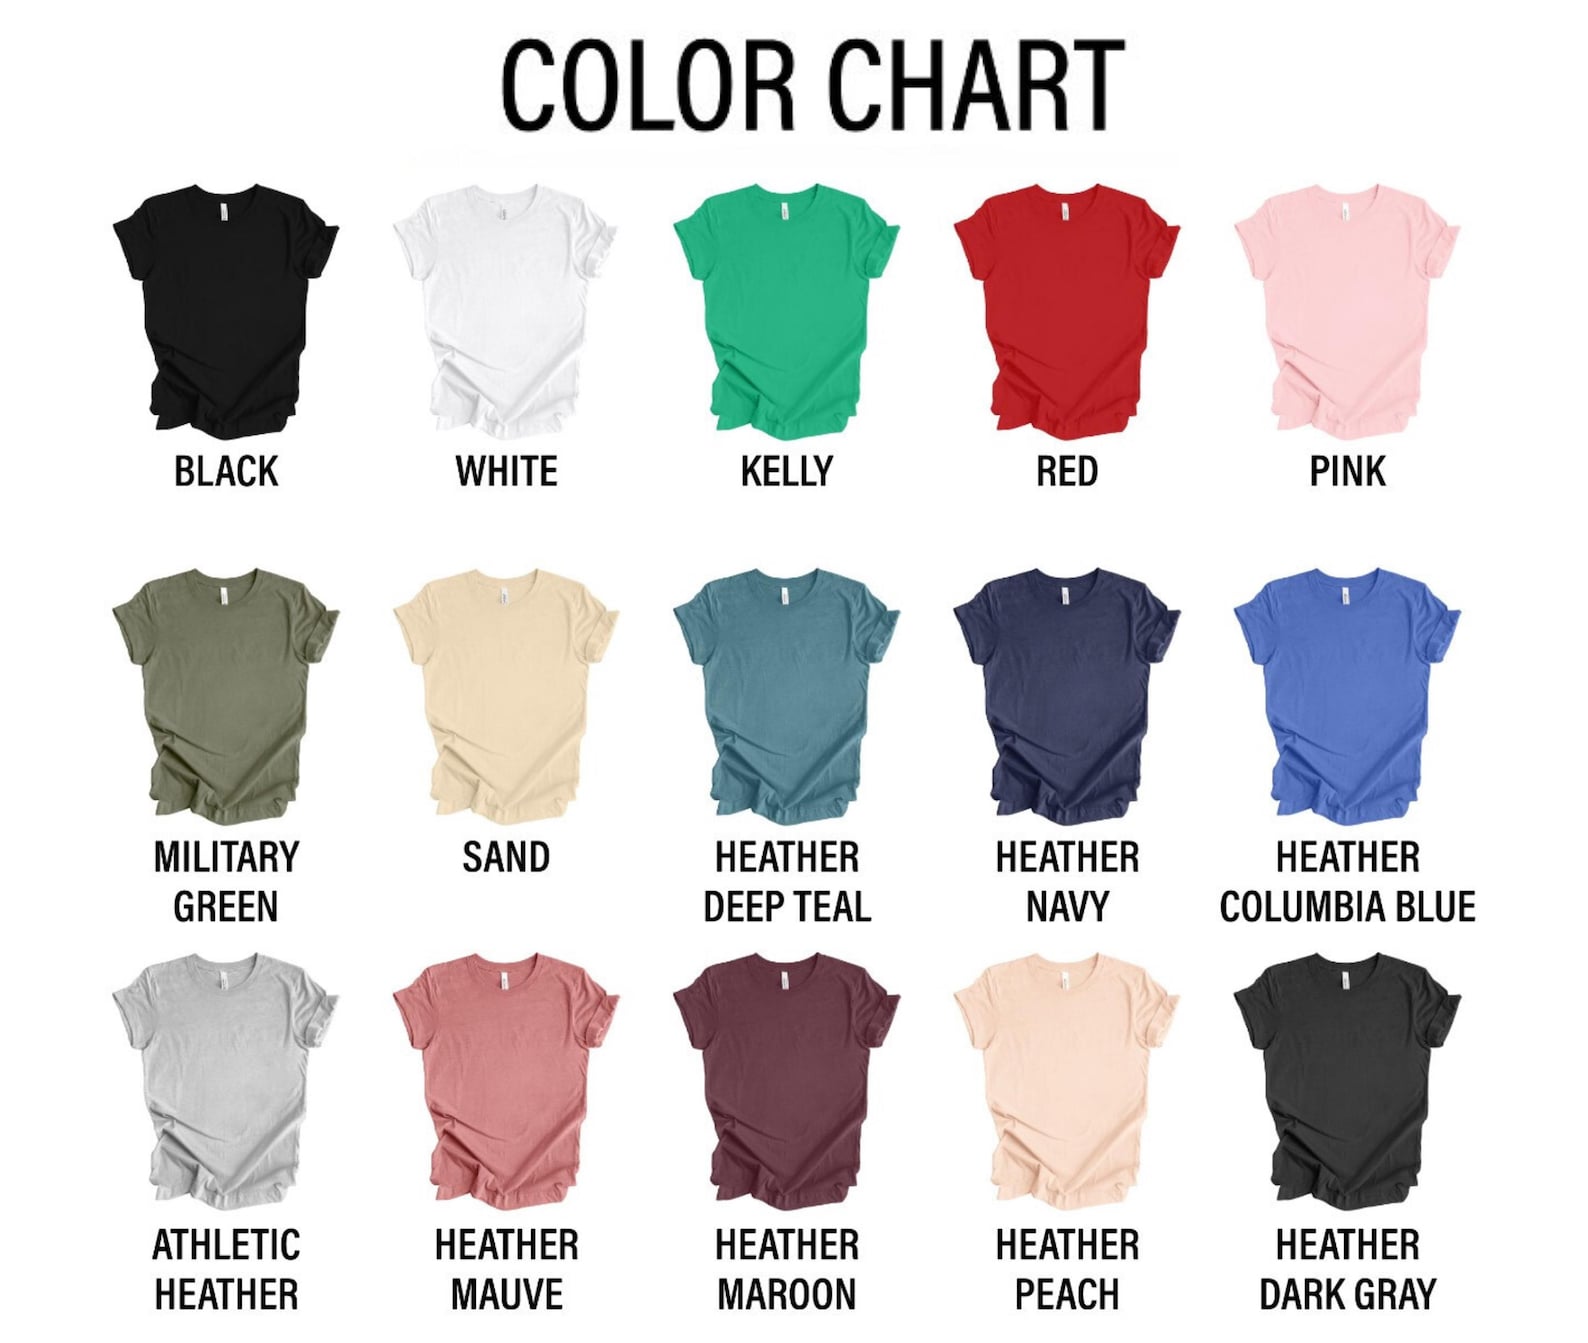 COLOR CHART
BLACK
WHITE
KELLY
RED
PINK
MILITARY
GREEN
SAND
HEATHER
DEEP TEAL
HEATHER
NAVY
HEATHER
COLUMBIA BLUE
ATHLETIC
HEATHER
HEATHER
MAUVE
HEATHER
MAROON
HEATHER
PEACH
HEATHER
DARK GRAY